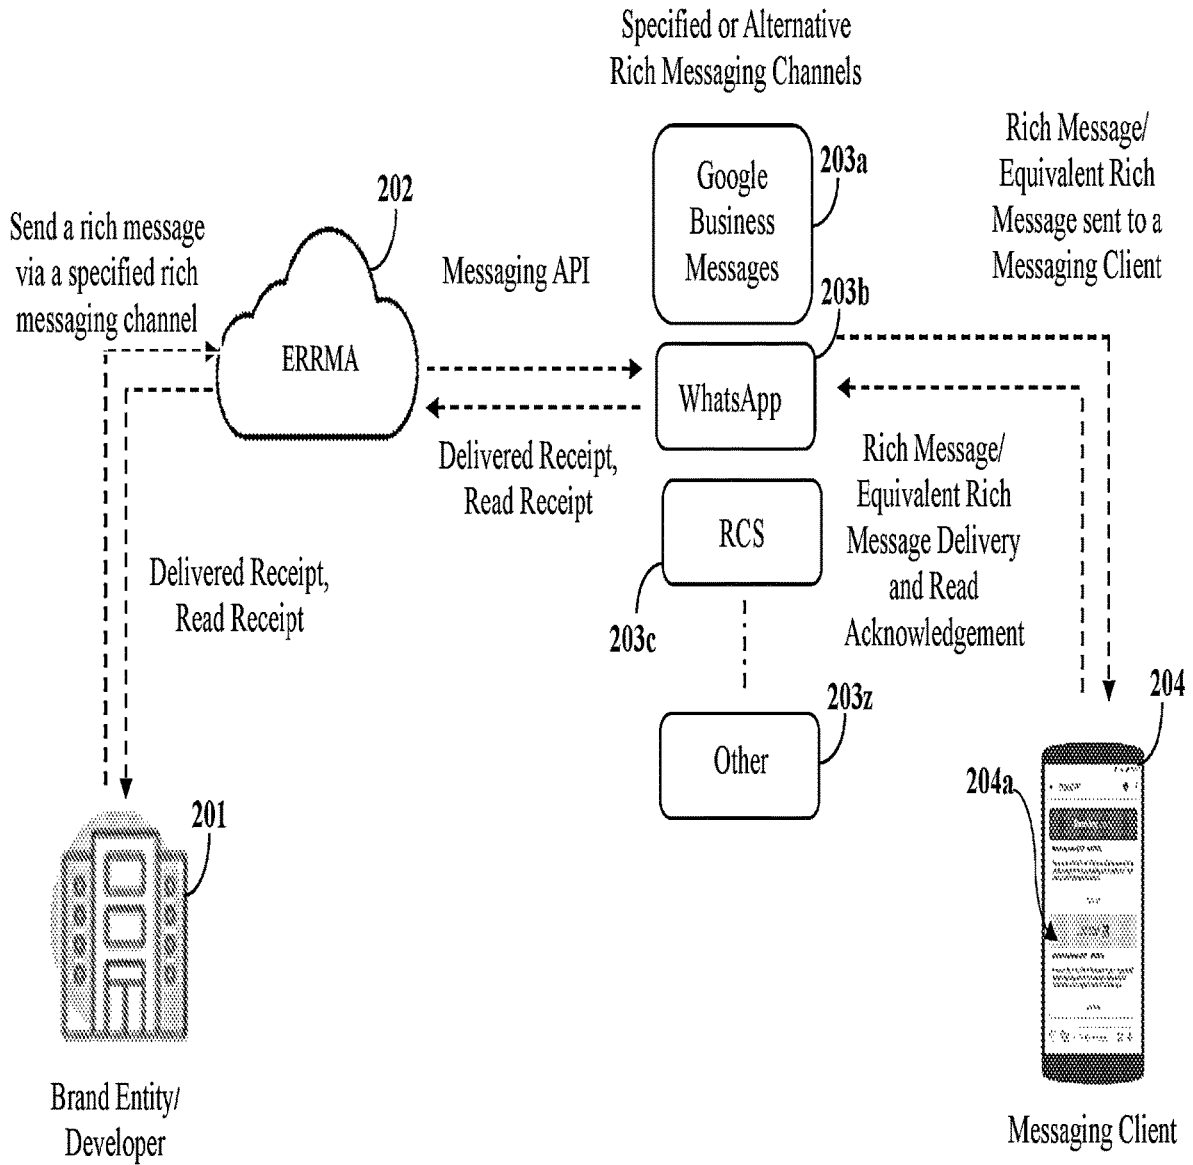 Specified or Alternative
Rich Messaging Channels
Rich Message/
Equivalent Rich
Message sent to a
Messaging Client
203a
Google
Business
Messages
202
Send a rich message
via a specified rich
messaging channel
Messaging API
203b
ERRMA
WhatsApp
Delivered Receipt,
Read Receipt
Rich Message/
Equivalent Rich
Message Delivery
and Read
Acknowledgement
RCS
203c
Delivered Receipt,
Read Receipt
203z
Other
204
204a
201
Brand Entity/
Developer
Messaging Client